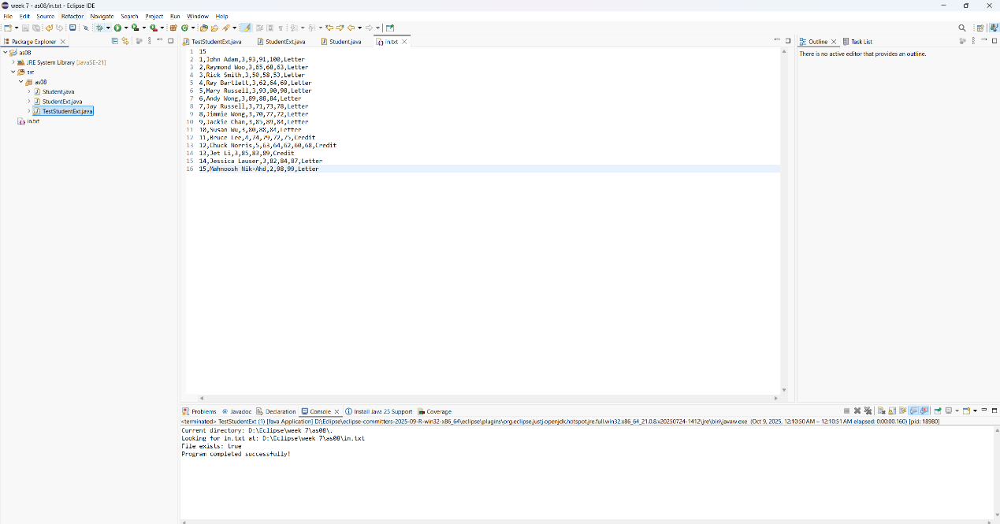 week 7 - as08/in.txt - Eclipse IDE
File Edit Source Refactor Navigate Search Project Run Window Help
Package Explorer
as08
JRE System Library [JavaSE-21]
src
as08
Student.java
StudentExt.java
TestStudentExt.java
in.txt
TestStudentExt.java StudentExt.java Student.java in.txt
1 15
2 1,John Adam,3,93,91,100,Letter
3 2,Raymond Woo,3,65,68,63,Letter
4 3,Rick Smith,3,50,58,53,Letter
5 4,Ray Bartlett,3,62,64,69,Letter
6 5,Mary Russell,3,93,90,98,Letter
7 6,Andy Wong,3,89,88,84,Letter
8 7,Jay Russell,3,71,73,78,Letter
9 8,Jimmie Wong,3,70,77,72,Letter
10 9,Jackie Chan,3,85,89,84,Letter
11 10,Susan Wu,3,80,88,84,Letter
12 11,Bruce Lee,4,74,79,72,75,Credit
13 12,Chuck Norris,5,63,64,62,60,68,Credit
14 13,Jet Li,3,85,83,89,Credit
15 14,Jessica Lauser,3,82,84,87,Letter
16 15,Mahnoosh Nik-Ahd,2,98,99,Letter
Outline Task List
There is no active editor that provides an outline.
Problems Javadoc Declaration Console Install Java 25 Support Coverage
<terminated> TestStudentExt (1) [Java Application] D:\Eclipse\eclipse-committers-2025-09-R-win32-x86_64\eclipse\plugins\org.eclipse.justj.openjdk.hotspot.jre.full.win32.x86_64_21.0.8.v20250724-1412\jre\bin\javaw.exe (Oct 9, 2025, 12:10:50 AM – 12:10:51 AM elapsed: 0:00:00.160) [pid: 18980]
Current directory: D:\Eclipse\week 7\as08\.
Looking for in.txt at: D:\Eclipse\week 7\as08\in.txt
File exists: true
Program completed successfully!